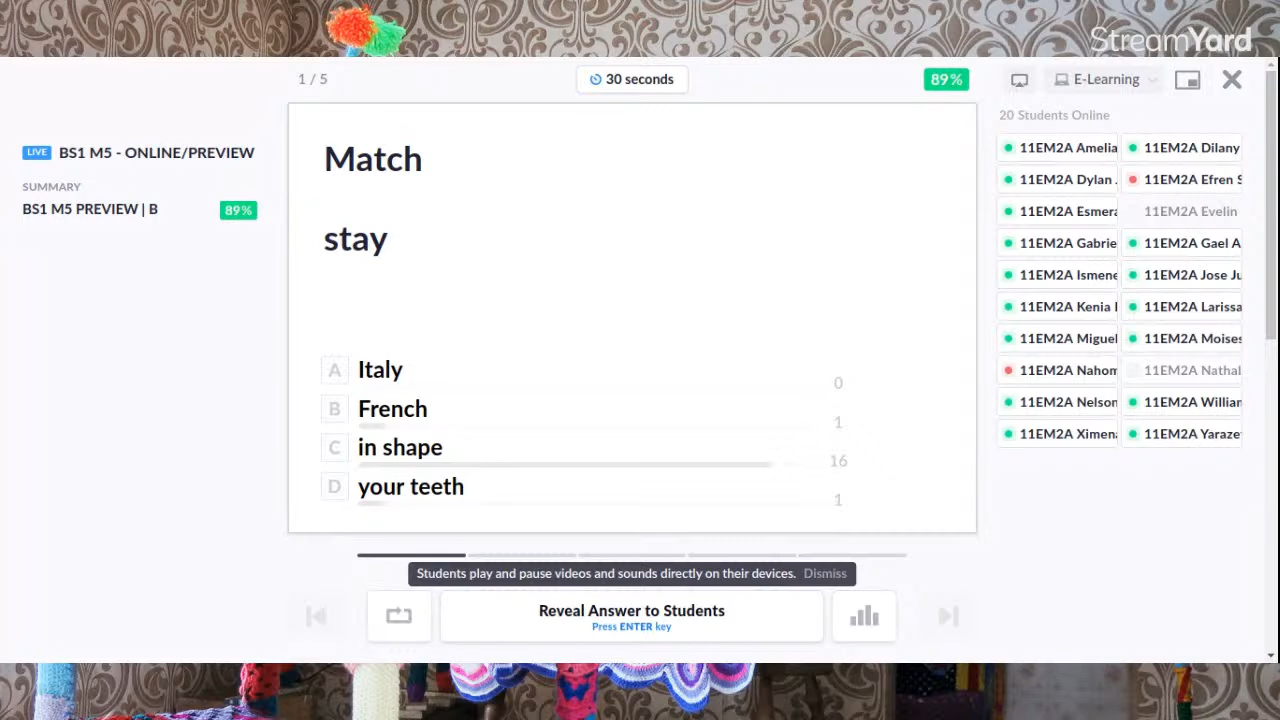 StreamYard
1 / 5
30 seconds
89%
E-Learning
20 Students Online
LIVE BS1 M5 - ONLINE/PREVIEW
SUMMARY
BS1 M5 PREVIEW | B 89%
Match
stay
A Italy 0
B French 1
C in shape 16
D your teeth 1
11EM2A Amelia 11EM2A Dilany
11EM2A Dylan 11EM2A Efren S
11EM2A Esmera 11EM2A Evelin
11EM2A Gabrie 11EM2A Gael A
11EM2A Ismene 11EM2A Jose Ju
11EM2A Kenia 11EM2A Larissa
11EM2A Miguel 11EM2A Moises
11EM2A Nahom 11EM2A Nathal
11EM2A Nelson 11EM2A William
11EM2A Ximena 11EM2A Yaraze
Students play and pause videos and sounds directly on their devices. Dismiss
Reveal Answer to Students
Press ENTER key